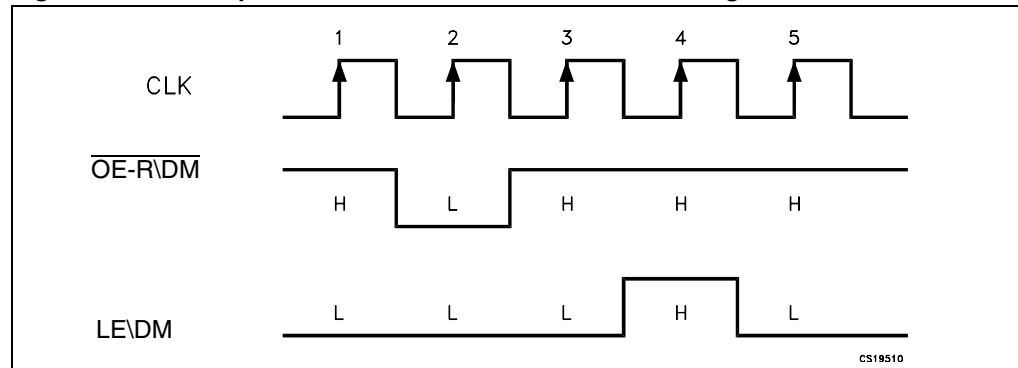 1 2 3 4 5
CLK
OE-R\DM
H L H H H
LE\DM
L L L H L
CS19510